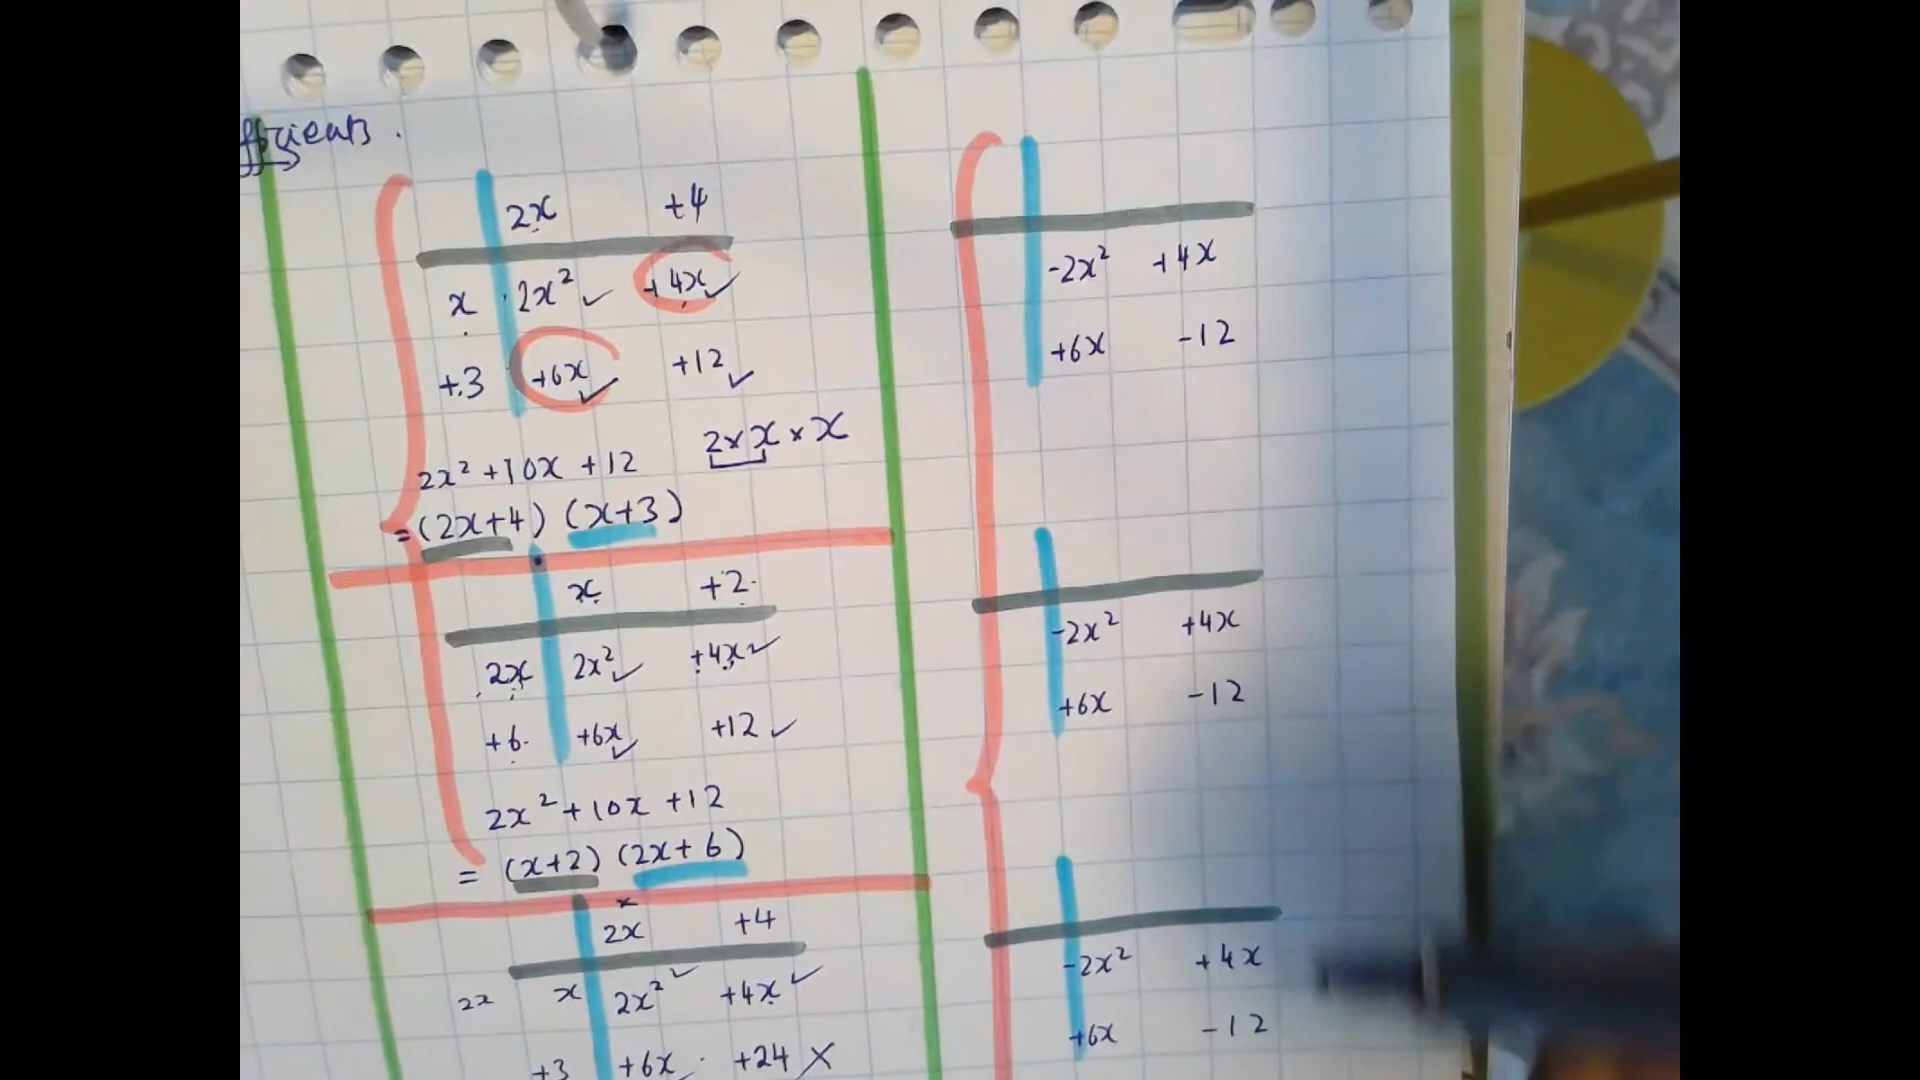 2x +4
x 2x² ✓ +4x ✓
+3 +6x ✓ +12 ✓
2x² + 10x + 12 2 × x × x
= (2x+4) (x+3)
x +2
2x 2x² ✓ +4x ✓
+6 +6x ✓ +12 ✓
2x² + 10x + 12
= (x+2) (2x+6)
x
2x +4
2x x 2x² ✓ +4x ✓
+3 +6x +24 X
-2x² +4x
+6x -12
-2x² +4x
+6x -12
-2x² +4x
+6x -12